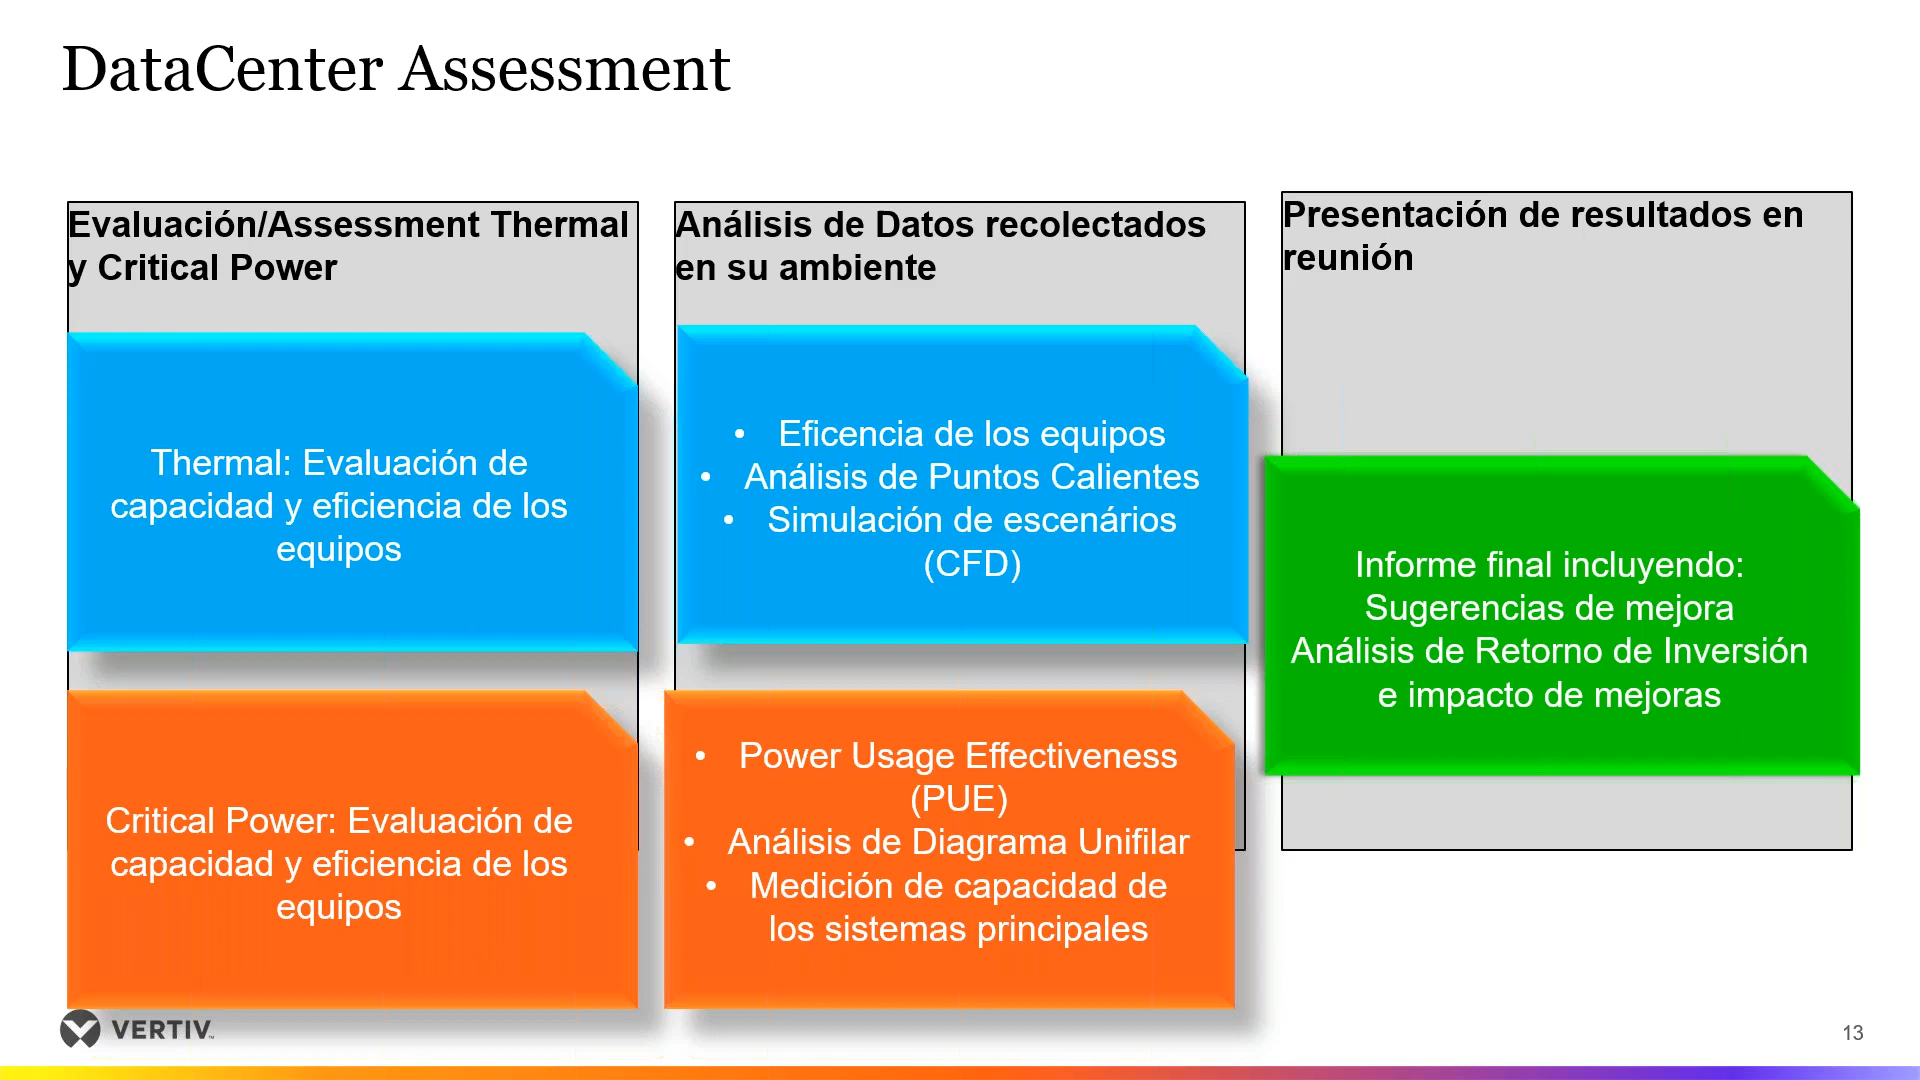 DataCenter Assessment
Evaluación/Assessment Thermal
y Critical Power
Thermal: Evaluación de
capacidad y eficiencia de los
equipos
Critical Power: Evaluación de
capacidad y eficiencia de los
equipos
Análisis de Datos recolectados
en su ambiente
• Eficencia de los equipos
• Análisis de Puntos Calientes
• Simulación de escenários
(CFD)
• Power Usage Effectiveness
(PUE)
• Análisis de Diagrama Unifilar
• Medición de capacidad de
los sistemas principales
Presentación de resultados en
reunión
Informe final incluyendo:
Sugerencias de mejora
Análisis de Retorno de Inversión
e impacto de mejoras
VERTIV™
13